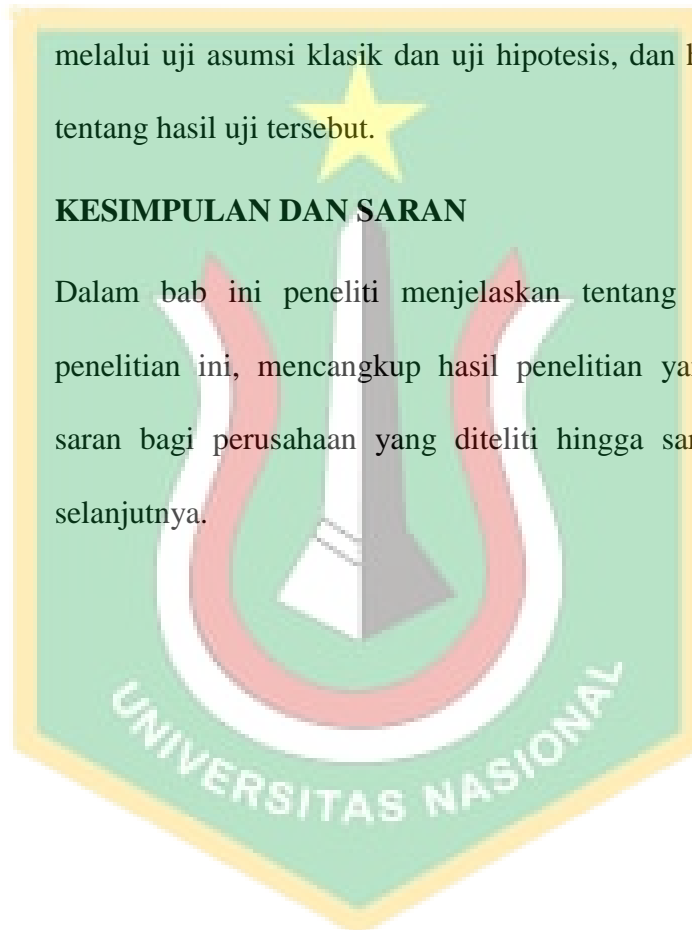 melalui uji asumsi klasik dan uji hipotesis, dan
tentang hasil uji tersebut.
KESIMPULAN DAN SARAN
Dalam bab ini peneliti menjelaskan tentang
penelitian ini, mencangkup hasil penelitian
saran bagi perusahaan yang diteliti hingga
selanjutnya.
UNIVERSITAS NASIONAL